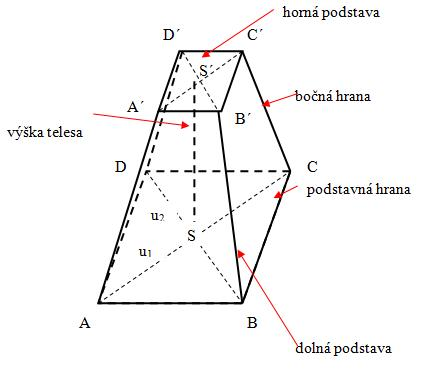 horná podstava
D´
C´
S´
A´
B´
bočná hrana
výška telesa
D
C
podstavná hrana
u2
S
u1
A
B
dolná podstava